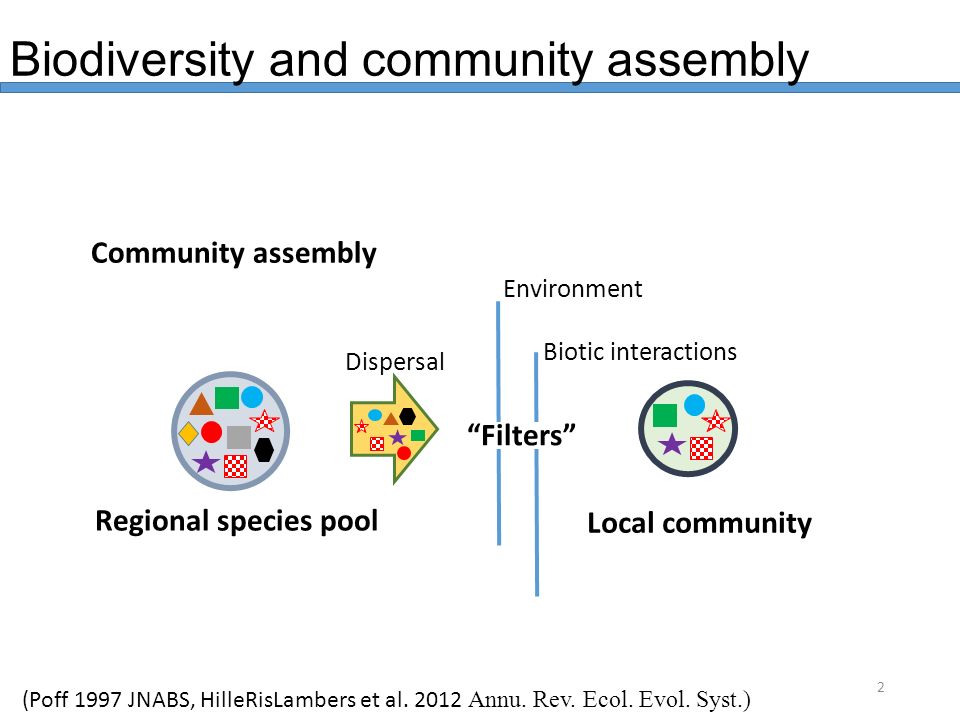 Biodiversity and community assembly
Community assembly
Environment
Biotic interactions
Dispersal
“Filters”
Regional species pool
Local community
2
(Poff 1997 JNABS, HilleRisLambers et al. 2012 Annu. Rev. Ecol. Evol. Syst.)